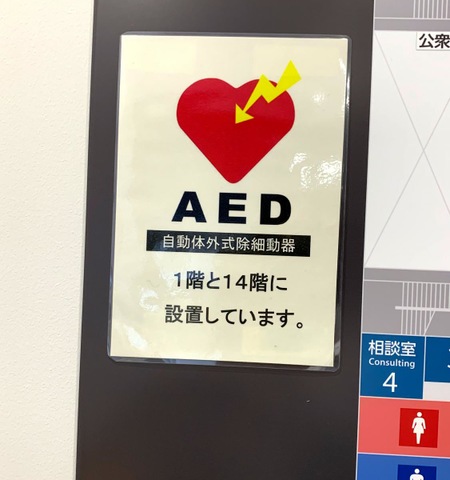 AED
自動体外式除細動器
1階と14階に
設置しています。
公衆
相談室
Consulting
4